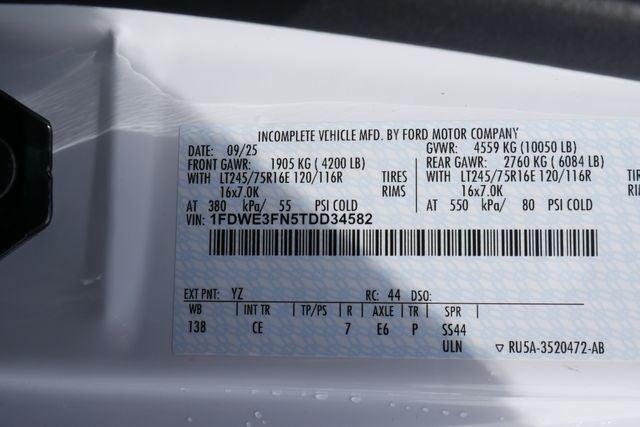 INCOMPLETE VEHICLE MFD. BY FORD MOTOR COMPANY
DATE: 09/25 GVWR: 4559 KG (10050 LB)
FRONT GAWR: 1905 KG ( 4200 LB) REAR GAWR: 2760 KG ( 6084 LB)
WITH LT245/75R16E 120/116R TIRES WITH LT245/75R16E 120/116R TIRES
16x7.0K RIMS 16x7.0K RIMS
AT 380 kPa/ 55 PSI COLD AT 550 kPa/ 80 PSI COLD
VIN: 1FDWE3FN5TDD34582
EXT PNT: YZ RC: 44 DSO:
WB INT TR TP/PS R AXLE TR SPR
138 CE 7 E6 P SS44
ULN ▽ RU5A-3520472-AB